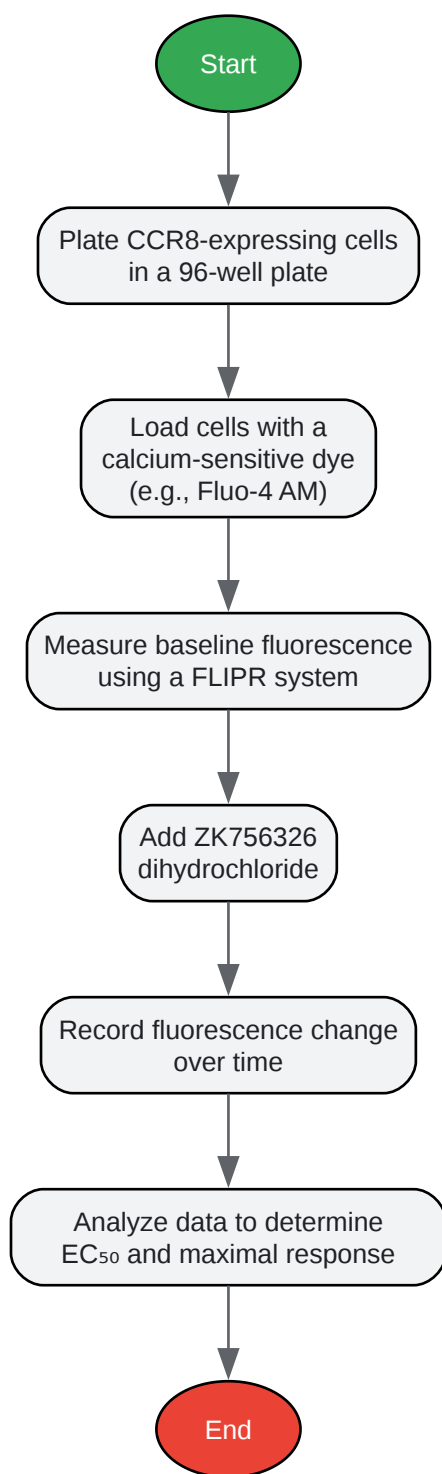 Start
Plate CCR8-expressing cells
in a 96-well plate
Load cells with a
calcium-sensitive dye
(e.g., Fluo-4 AM)
Measure baseline fluorescence
using a FLIPR system
Add ZK756326
dihydrochloride
Record fluorescence change
over time
Analyze data to determine
EC₅₀ and maximal response
End